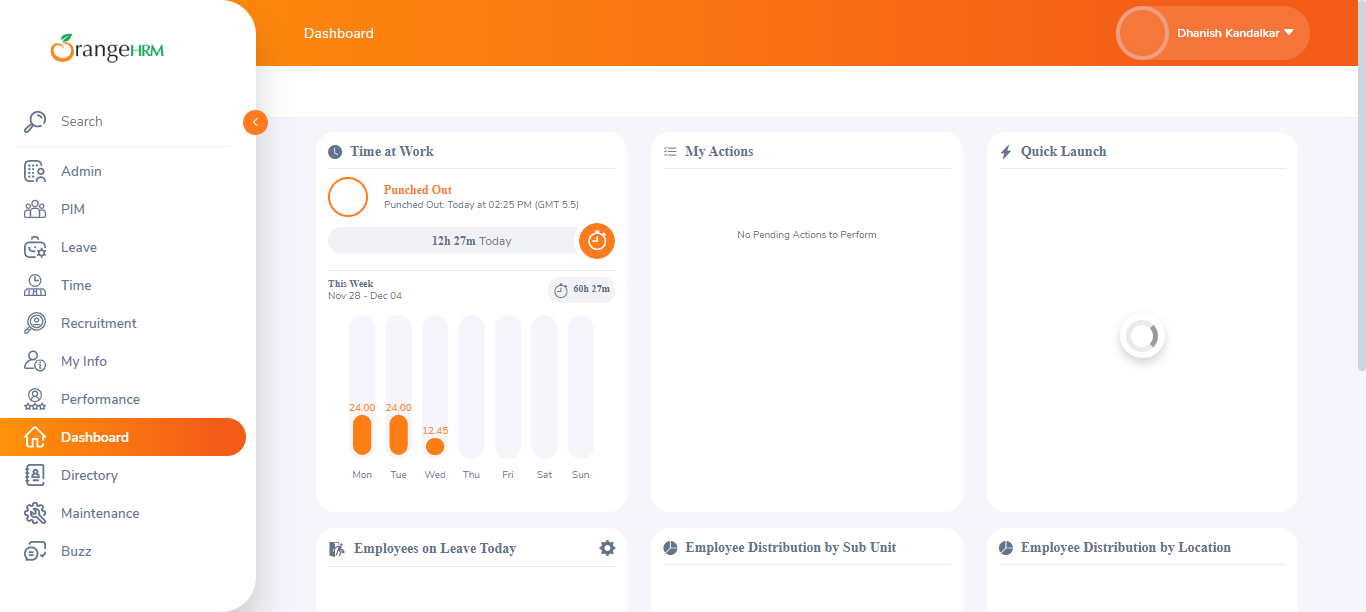 OrangeHRM
Dashboard
Dhanish Kandalkar
Search
Admin
PIM
Leave
Time
Recruitment
My Info
Performance
Dashboard
Directory
Maintenance
Buzz
Time at Work
Punched Out
Punched Out: Today at 02:25 PM (GMT 5.5)
12h 27m Today
This Week
Nov 28 - Dec 04
60h 27m
24.00 24.00 12.45
Mon Tue Wed Thu Fri Sat Sun
My Actions
No Pending Actions to Perform
Quick Launch
Employees on Leave Today
Employee Distribution by Sub Unit
Employee Distribution by Location